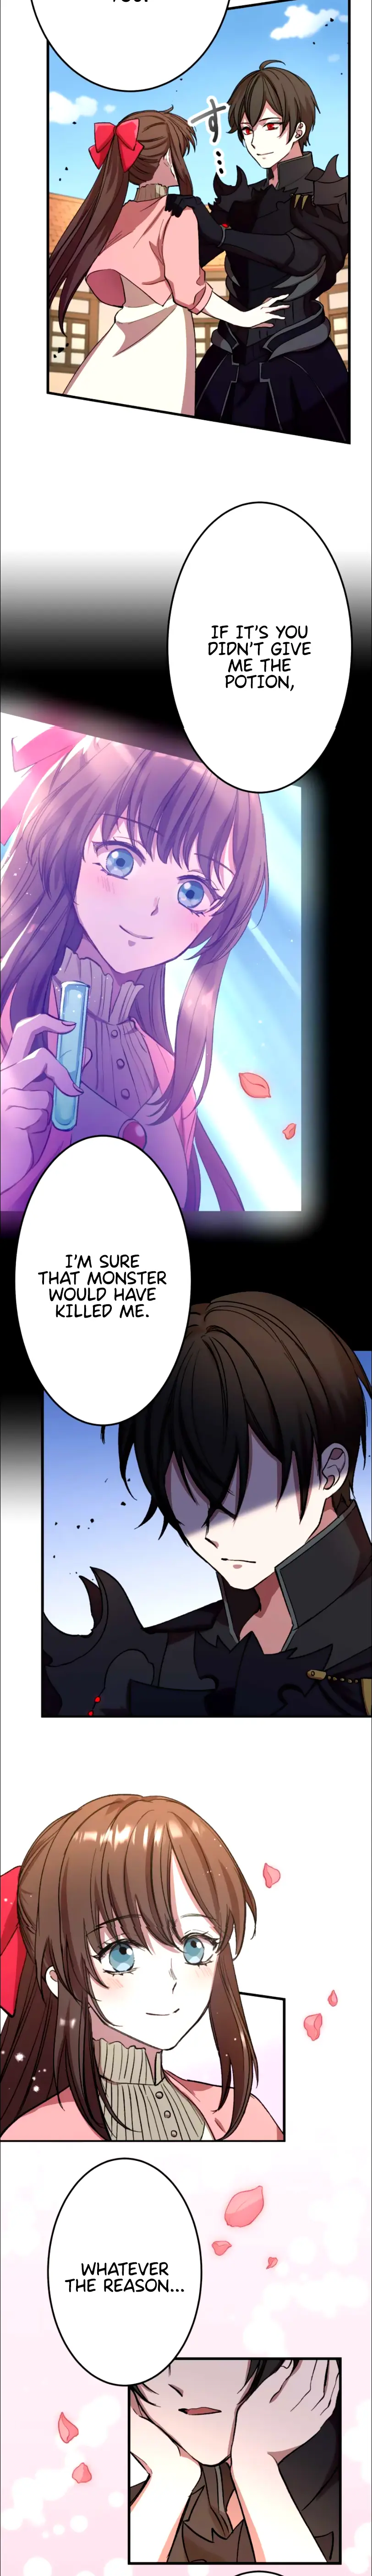 す…
IF IT'S YOU
DIDN'T GIVE
ME THE
POTION,
I'M SURE
THAT MONSTER
WOULD HAVE
KILLED ME.
WHATEVER
THE REASON...